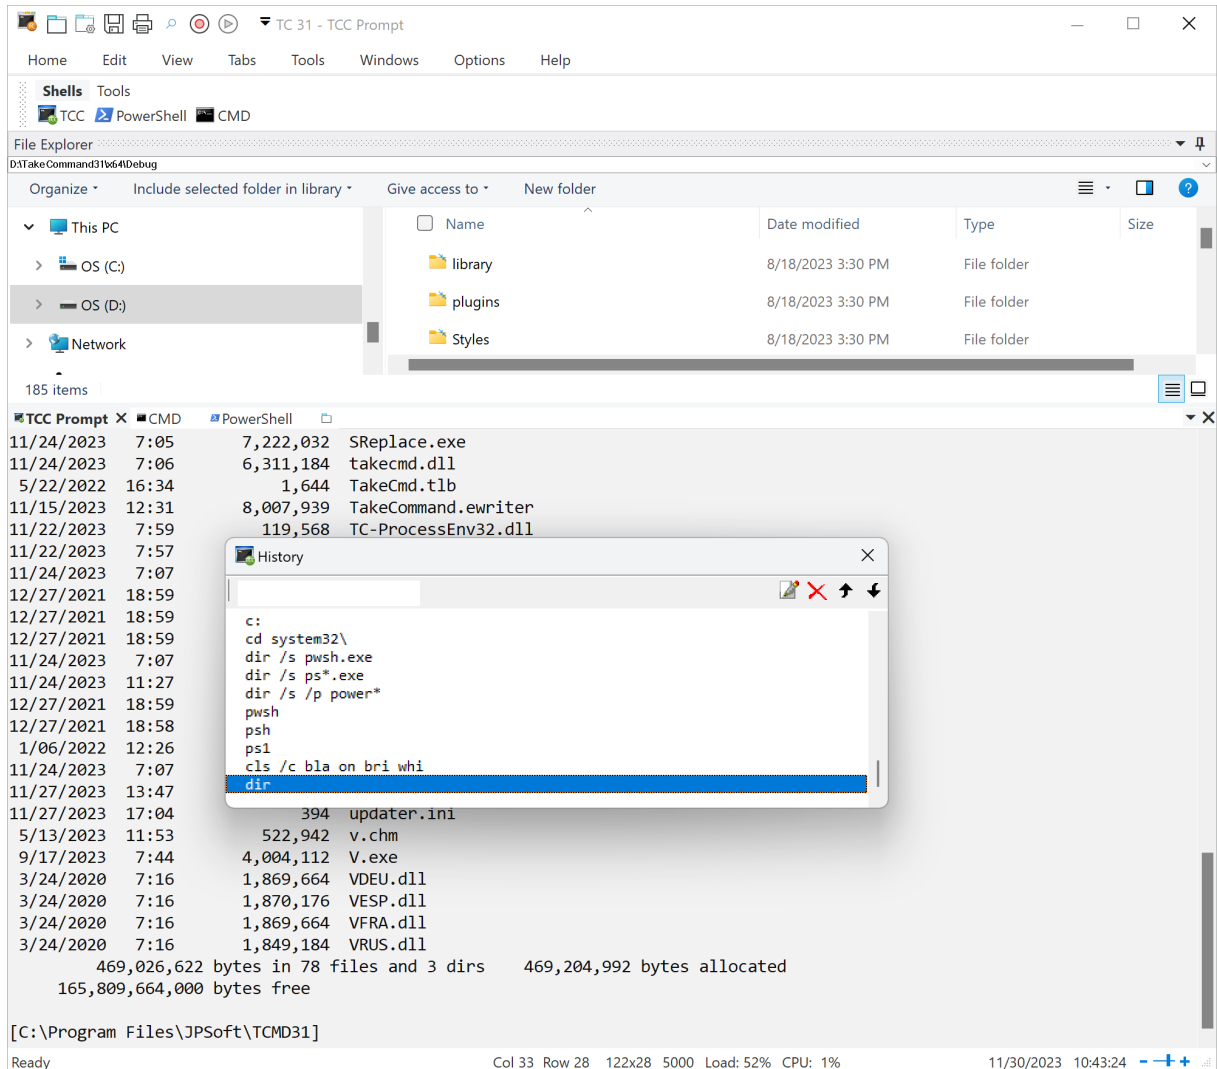 TC 31 - TCC Prompt
Home Edit View Tabs Tools Windows Options Help
Shells Tools
TCC PowerShell CMD
File Explorer
D:\TakeCommand31\x64\Debug
Organize Include selected folder in library Give access to New folder
This PC
OS (C:)
OS (D:)
Network
Name Date modified Type Size
library 8/18/2023 3:30 PM File folder
plugins 8/18/2023 3:30 PM File folder
Styles 8/18/2023 3:30 PM File folder
185 items
TCC Prompt CMD PowerShell
11/24/2023 7:05 7,222,032 SReplace.exe
11/24/2023 7:06 6,311,184 takecmd.dll
5/22/2022 16:34 1,644 TakeCmd.tlb
11/15/2023 12:31 8,007,939 TakeCommand.ewriter
11/22/2023 7:59 119,568 TC-ProcessEnv32.dll
11/22/2023 7:57
11/24/2023 7:07
12/27/2021 18:59
12/27/2021 18:59
12/27/2021 18:59
11/24/2023 7:07
11/24/2023 11:27
12/27/2021 18:59
12/27/2021 18:58
1/06/2022 12:26
11/24/2023 7:07
11/27/2023 13:47
11/27/2023 17:04 394 updater.ini
5/13/2023 11:53 522,942 v.chm
9/17/2023 7:44 4,004,112 V.exe
3/24/2020 7:16 1,869,664 VDEU.dll
3/24/2020 7:16 1,870,176 VESP.dll
3/24/2020 7:16 1,869,664 VFRA.dll
3/24/2020 7:16 1,849,184 VRUS.dll
469,026,622 bytes in 78 files and 3 dirs 469,204,992 bytes allocated
165,809,664,000 bytes free
[C:\Program Files\JPSoft\TCMD31]
History
c:
cd system32\
dir /s pwsh.exe
dir /s ps*.exe
dir /s /p power*
pwsh
psh
ps1
cls /c bla on bri whi
dir
Ready Col 33 Row 28 122x28 5000 Load: 52% CPU: 1% 11/30/2023 10:43:24